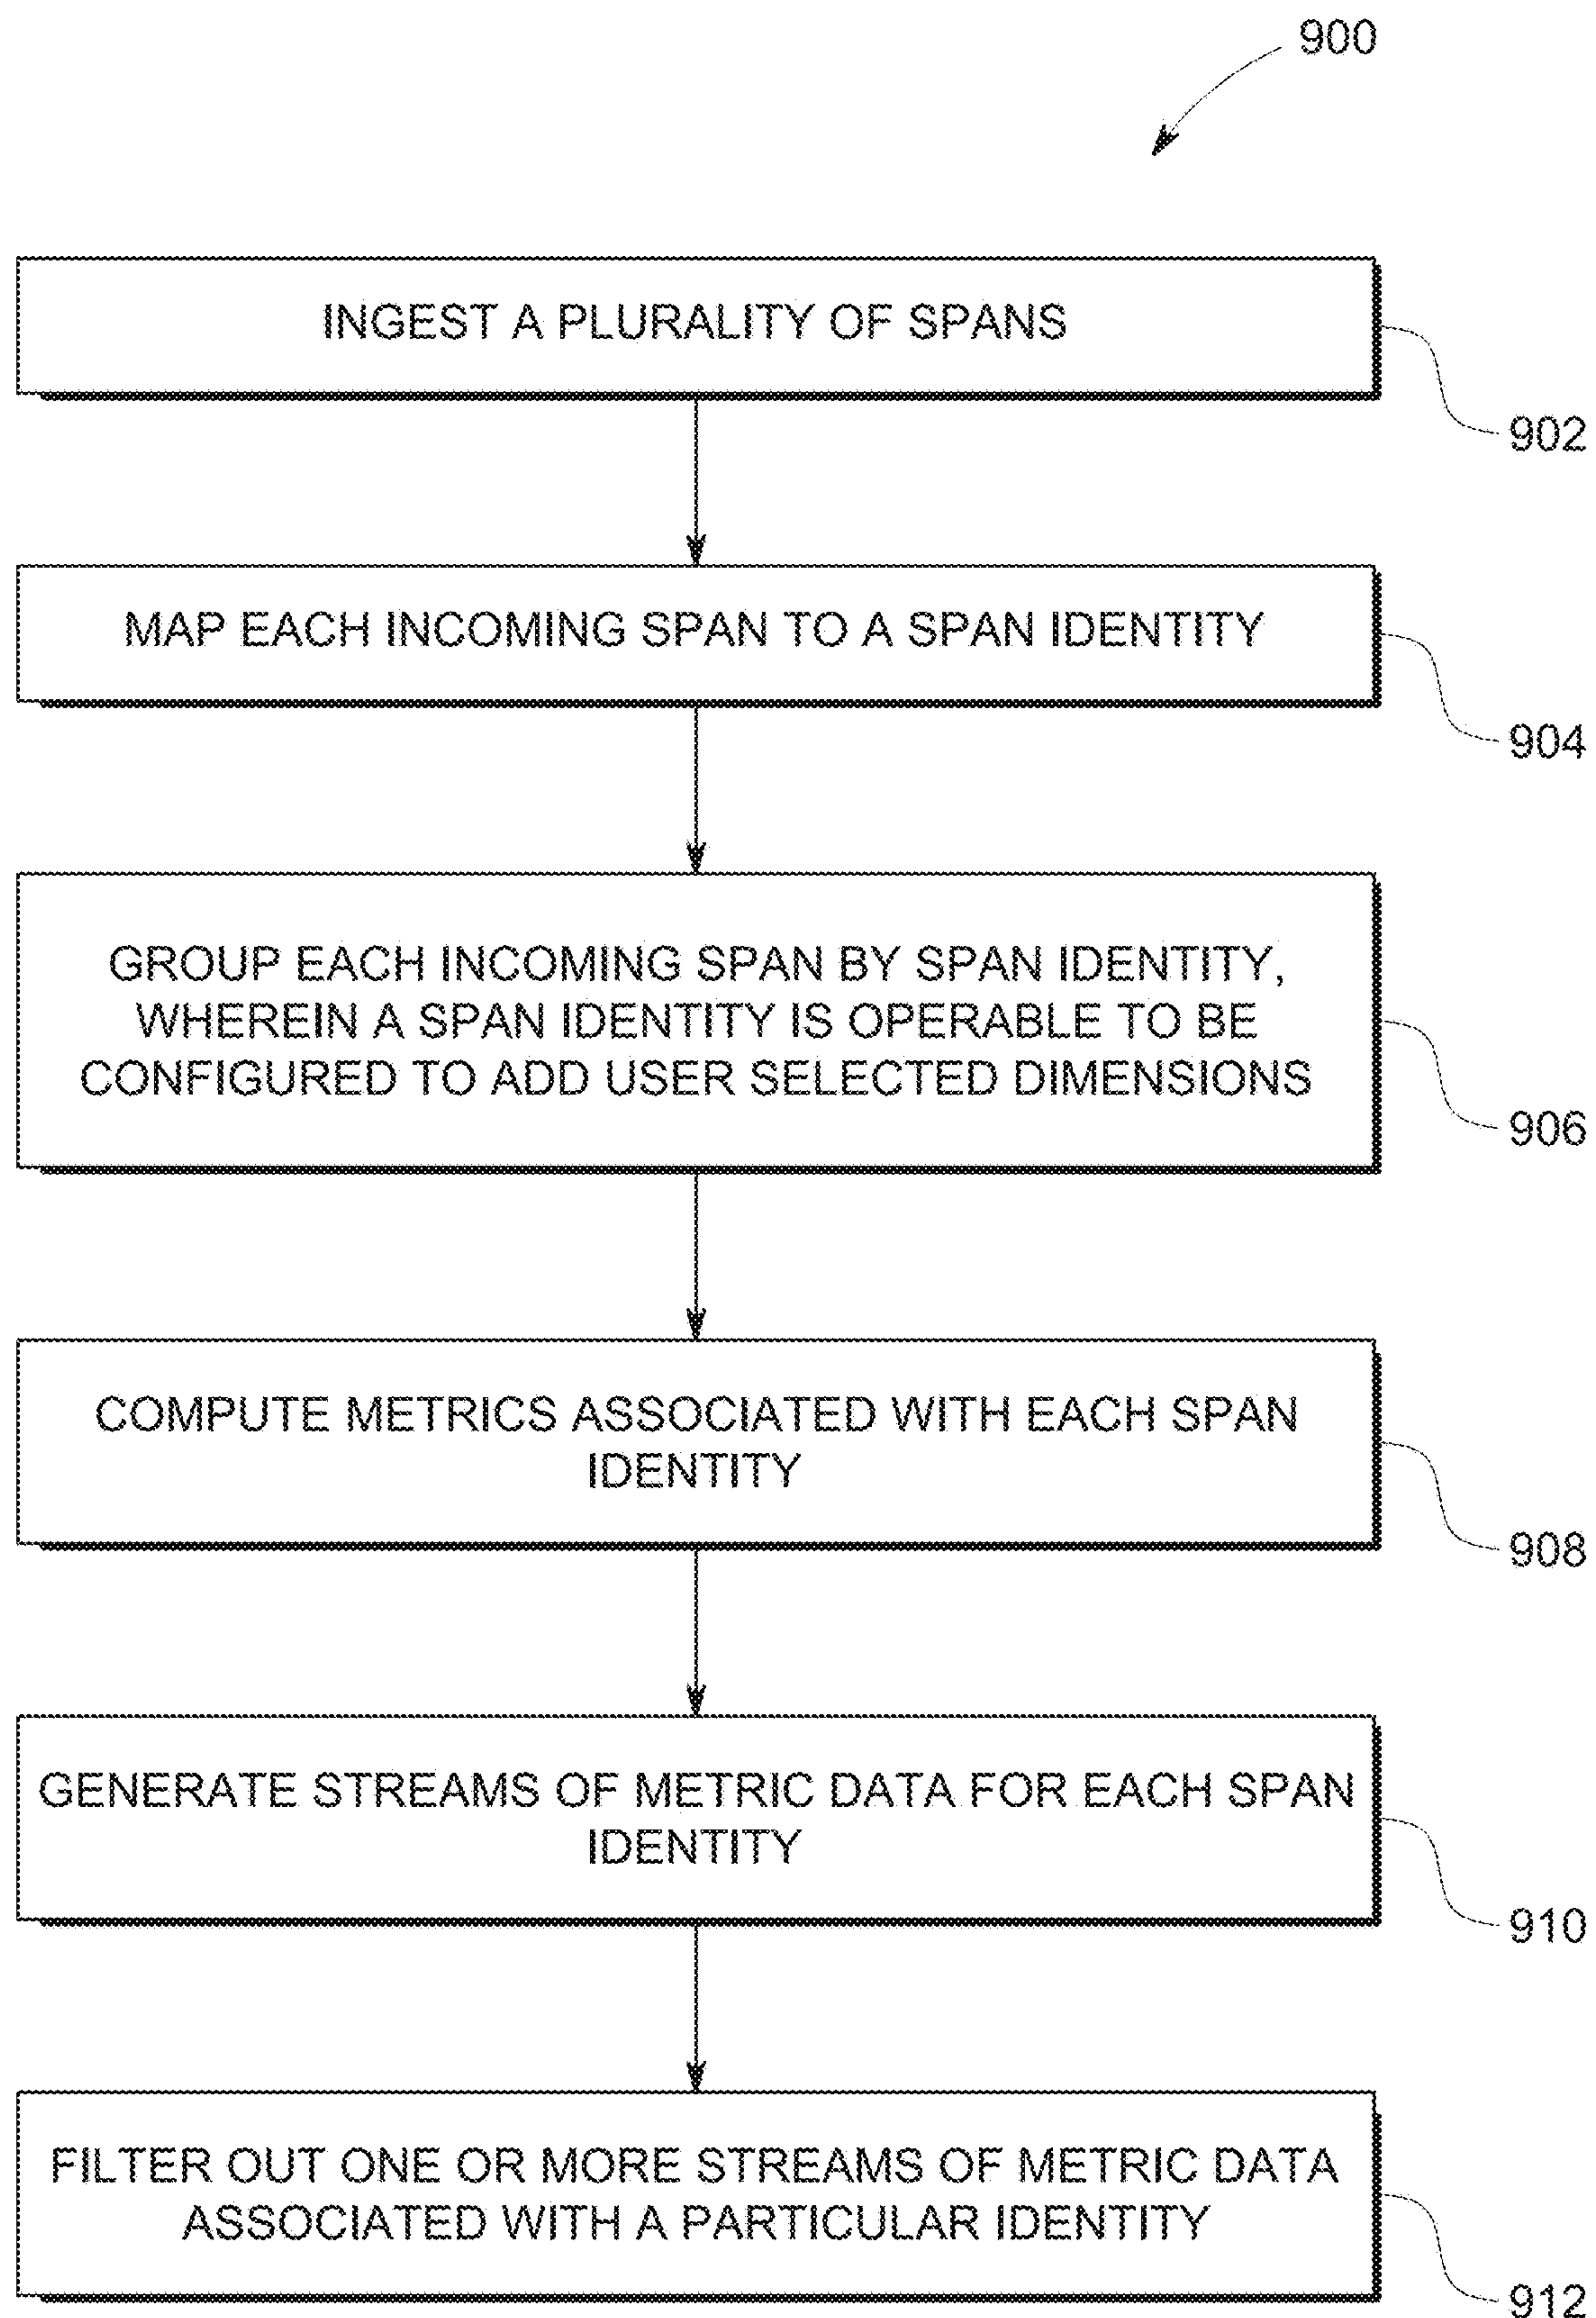 900
INGEST A PLURALITY OF SPANS
902
MAP EACH INCOMING SPAN TO A SPAN IDENTITY
904
GROUP EACH INCOMING SPAN BY SPAN IDENTITY,
WHEREIN A SPAN IDENTITY IS OPERABLE TO BE
CONFIGURED TO ADD USER SELECTED DIMENSIONS
906
COMPUTE METRICS ASSOCIATED WITH EACH SPAN
IDENTITY
908
GENERATE STREAMS OF METRIC DATA FOR EACH SPAN
IDENTITY
910
FILTER OUT ONE OR MORE STREAMS OF METRIC DATA
ASSOCIATED WITH A PARTICULAR IDENTITY
912